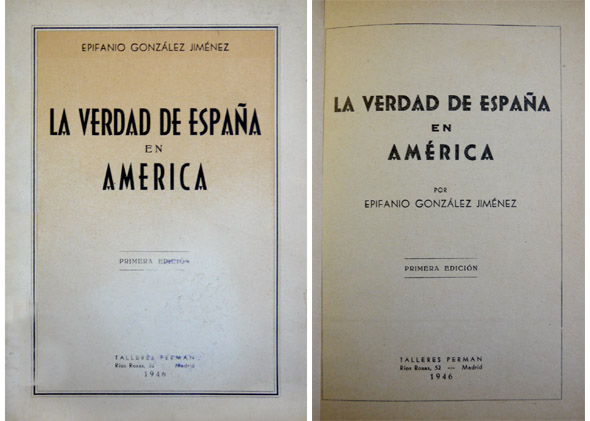 EPIFANIO GONZÁLEZ JIMÉNEZ
LA VERDAD DE ESPAÑA
EN
AMERICA
PRIMERA EDICIÓN
TALLERES PERMAN
Ríos Rosas, 52 - Madrid
1946
LA VERDAD DE ESPAÑA
EN
AMÉRICA
POR
EPIFANIO GONZÁLEZ JIMÉNEZ
PRIMERA EDICIÓN
TALLERES PERMAN
Ríos Rosas, 52 - Madrid
1946